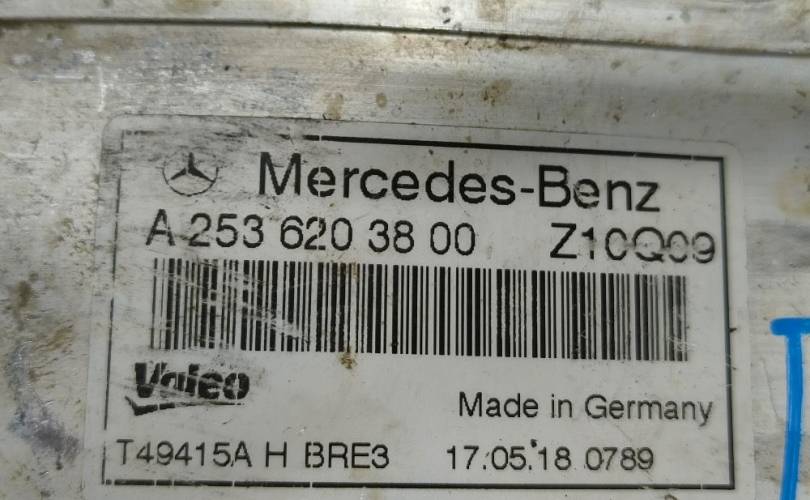 Mercedes-Benz
A 253 620 38 00 Z10Q09
Valeo
Made in Germany
T49415A H BRE3 17.05.18 0789